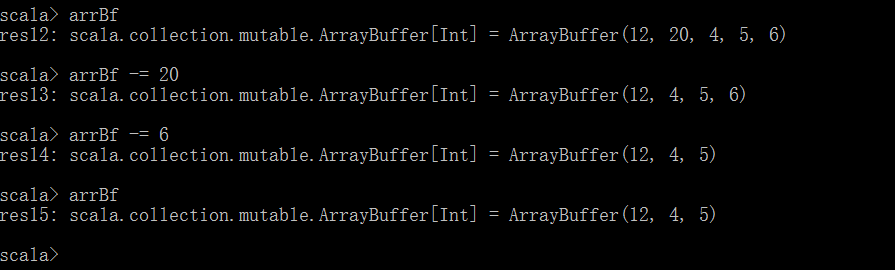 scala> arrBf
res12: scala.collection.mutable.ArrayBuffer[Int] = ArrayBuffer(12, 20, 4, 5, 6)
scala> arrBf -= 20
res13: scala.collection.mutable.ArrayBuffer[Int] = ArrayBuffer(12, 4, 5, 6)
scala> arrBf -= 6
res14: scala.collection.mutable.ArrayBuffer[Int] = ArrayBuffer(12, 4, 5)
scala> arrBf
res15: scala.collection.mutable.ArrayBuffer[Int] = ArrayBuffer(12, 4, 5)
scala>